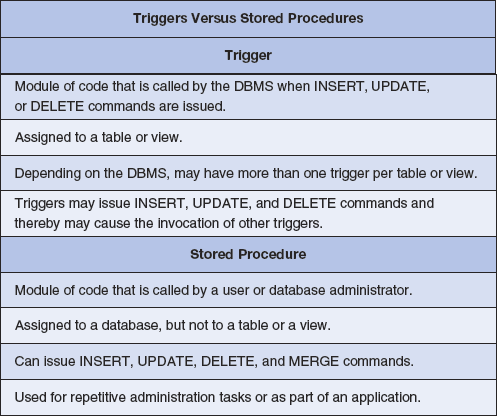 Triggers Versus Stored Procedures
Trigger
Module of code that is called by the DBMS when INSERT, UPDATE,
or DELETE commands are issued.
Assigned to a table or view.
Depending on the DBMS, may have more than one trigger per table or view.
Triggers may issue INSERT, UPDATE, and DELETE commands and
thereby may cause the invocation of other triggers.
Stored Procedure
Module of code that is called by a user or database administrator.
Assigned to a database, but not to a table or a view.
Can issue INSERT, UPDATE, DELETE, and MERGE commands.
Used for repetitive administration tasks or as part of an application.